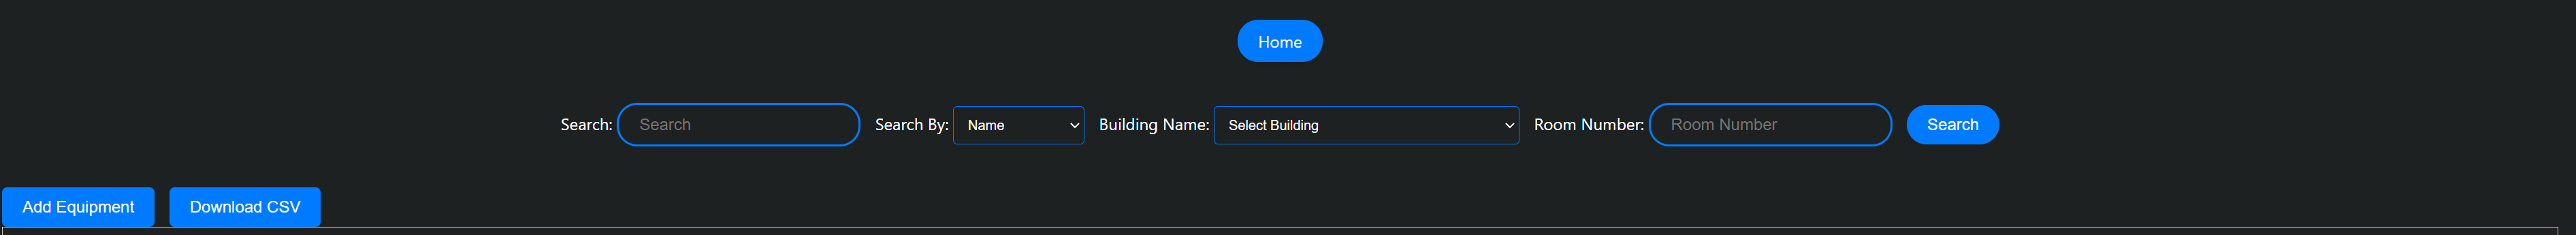 Home
Search: Search Search By: Name Building Name: Select Building Room Number: Room Number Search
Add Equipment Download CSV